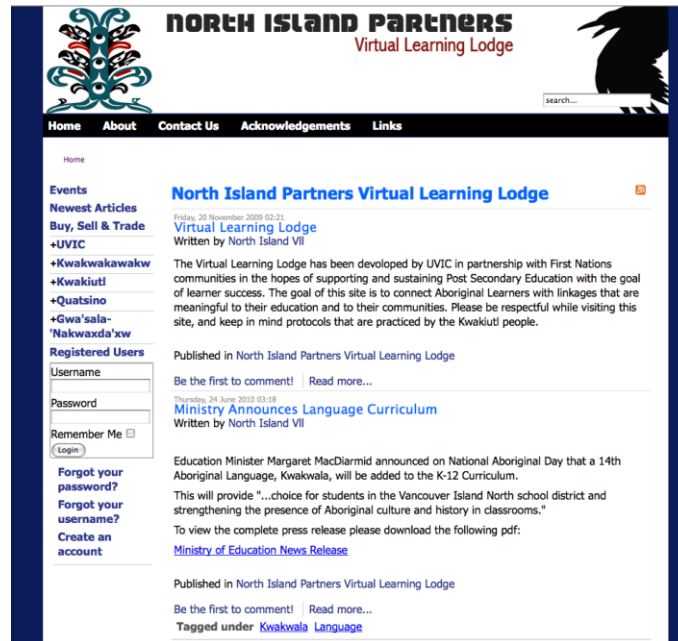 NORTH ISLAND PARTNERS
Virtual Learning Lodge
search...
Home About Contact Us Acknowledgements Links
Home
Events
Newest Articles
Buy, Sell & Trade
+UVIC
+Kwakwakawakw
+Kwakiutl
+Quatsino
+Gwa'sala-
'Nakwaxda'xw
Registered Users
Username
Password
Remember Me
Login
Forgot your
password?
Forgot your
username?
Create an
account
North Island Partners Virtual Learning Lodge
Friday, 20 November 2009 02:21
Virtual Learning Lodge
Written by North Island Vll
The Virtual Learning Lodge has been devoloped by UVIC in partnership with First Nations
communities in the hopes of supporting and sustaining Post Secondary Education with the goal
of learner success. The goal of this site is to connect Aboriginal Learners with linkages that are
meaningful to their education and to their communities. Please be respectful while visiting this
site, and keep in mind protocols that are practiced by the Kwakiutl people.
Published in North Island Partners Virtual Learning Lodge
Be the first to comment! Read more...
Thursday, 24 June 2010 03:18
Ministry Announces Language Curriculum
Written by North Island Vll
Education Minister Margaret MacDiarmid announced on National Aboriginal Day that a 14th
Aboriginal Language, Kwakwala, will be added to the K-12 Curriculum.
This will provide "...choice for students in the Vancouver Island North school district and
strengthening the presence of Aboriginal culture and history in classrooms."
To view the complete press release please download the following pdf:
Ministry of Education News Release
Published in North Island Partners Virtual Learning Lodge
Be the first to comment! Read more...
Tagged under Kwakwala Language